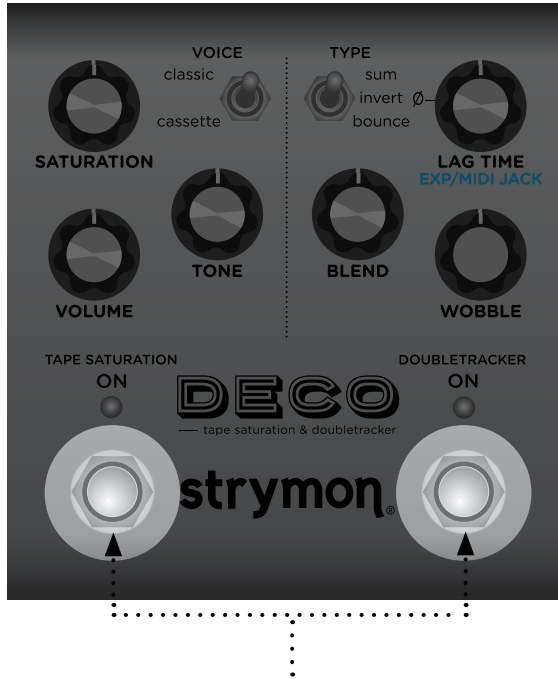 VOICE
classic
cassette
TYPE
sum
invert Ø
bounce
SATURATION
LAG TIME
EXP/MIDI JACK
TONE
BLEND
VOLUME
WOBBLE
TAPE SATURATION
ON
DOUBLETRACKER
ON
DECO
tape saturation & doubletracker
strymon®